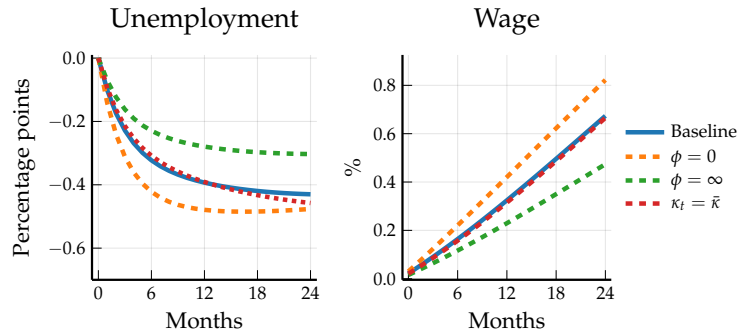 Unemployment
Percentage points
0.0
−0.2
−0.4
−0.6
0 6 12 18 24
Months
Wage
%
0.8
0.6
0.4
0.2
0.0
0 6 12 18 24
Months
Baseline
ϕ = 0
ϕ = ∞
κₜ = κ̄